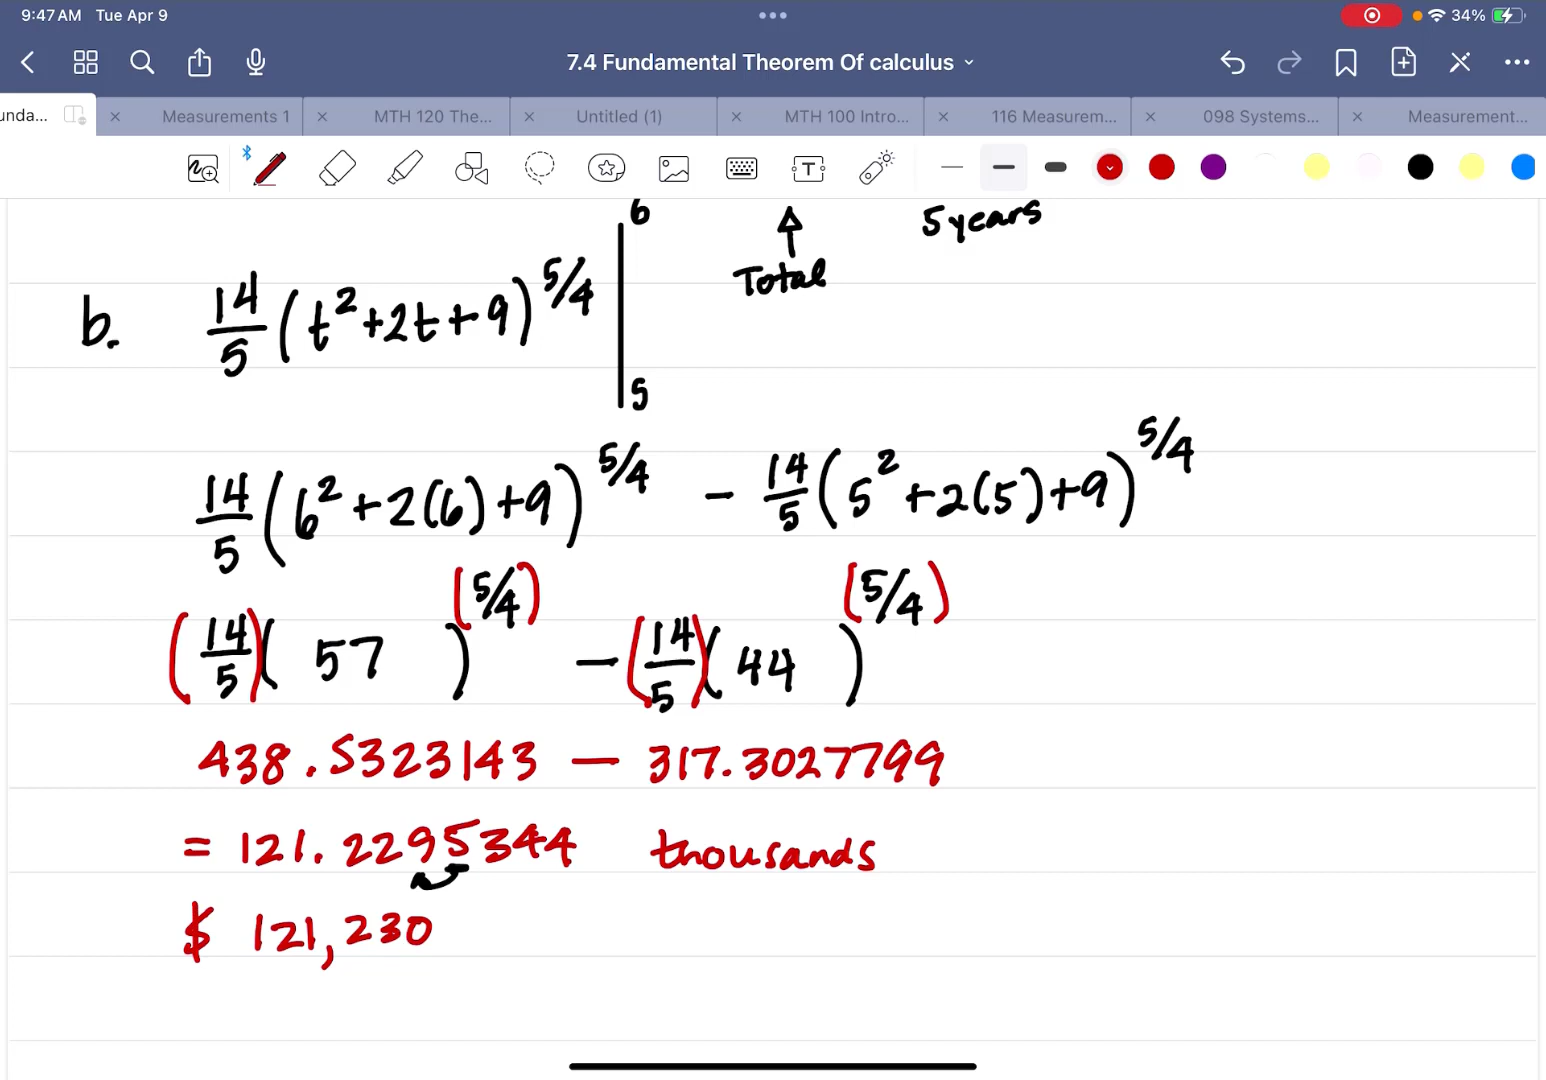 9:47 AM Tue Apr 9 34%
7.4 Fundamental Theorem Of calculus
unda... Measurements 1 MTH 120 The... Untitled (1) MTH 100 Intro... 116 Measurem... 098 Systems... Measurement...
6
5 years
Total
b. 14/5 (t²+2t+9)^5/4
5
14/5 (6²+2(6)+9)^5/4 − 14/5 (5²+2(5)+9)^5/4
(14/5)(57)^(5/4) − (14/5)(44)^(5/4)
438.5323143 − 317.3027799
= 121.2295344 thousands
$ 121,230